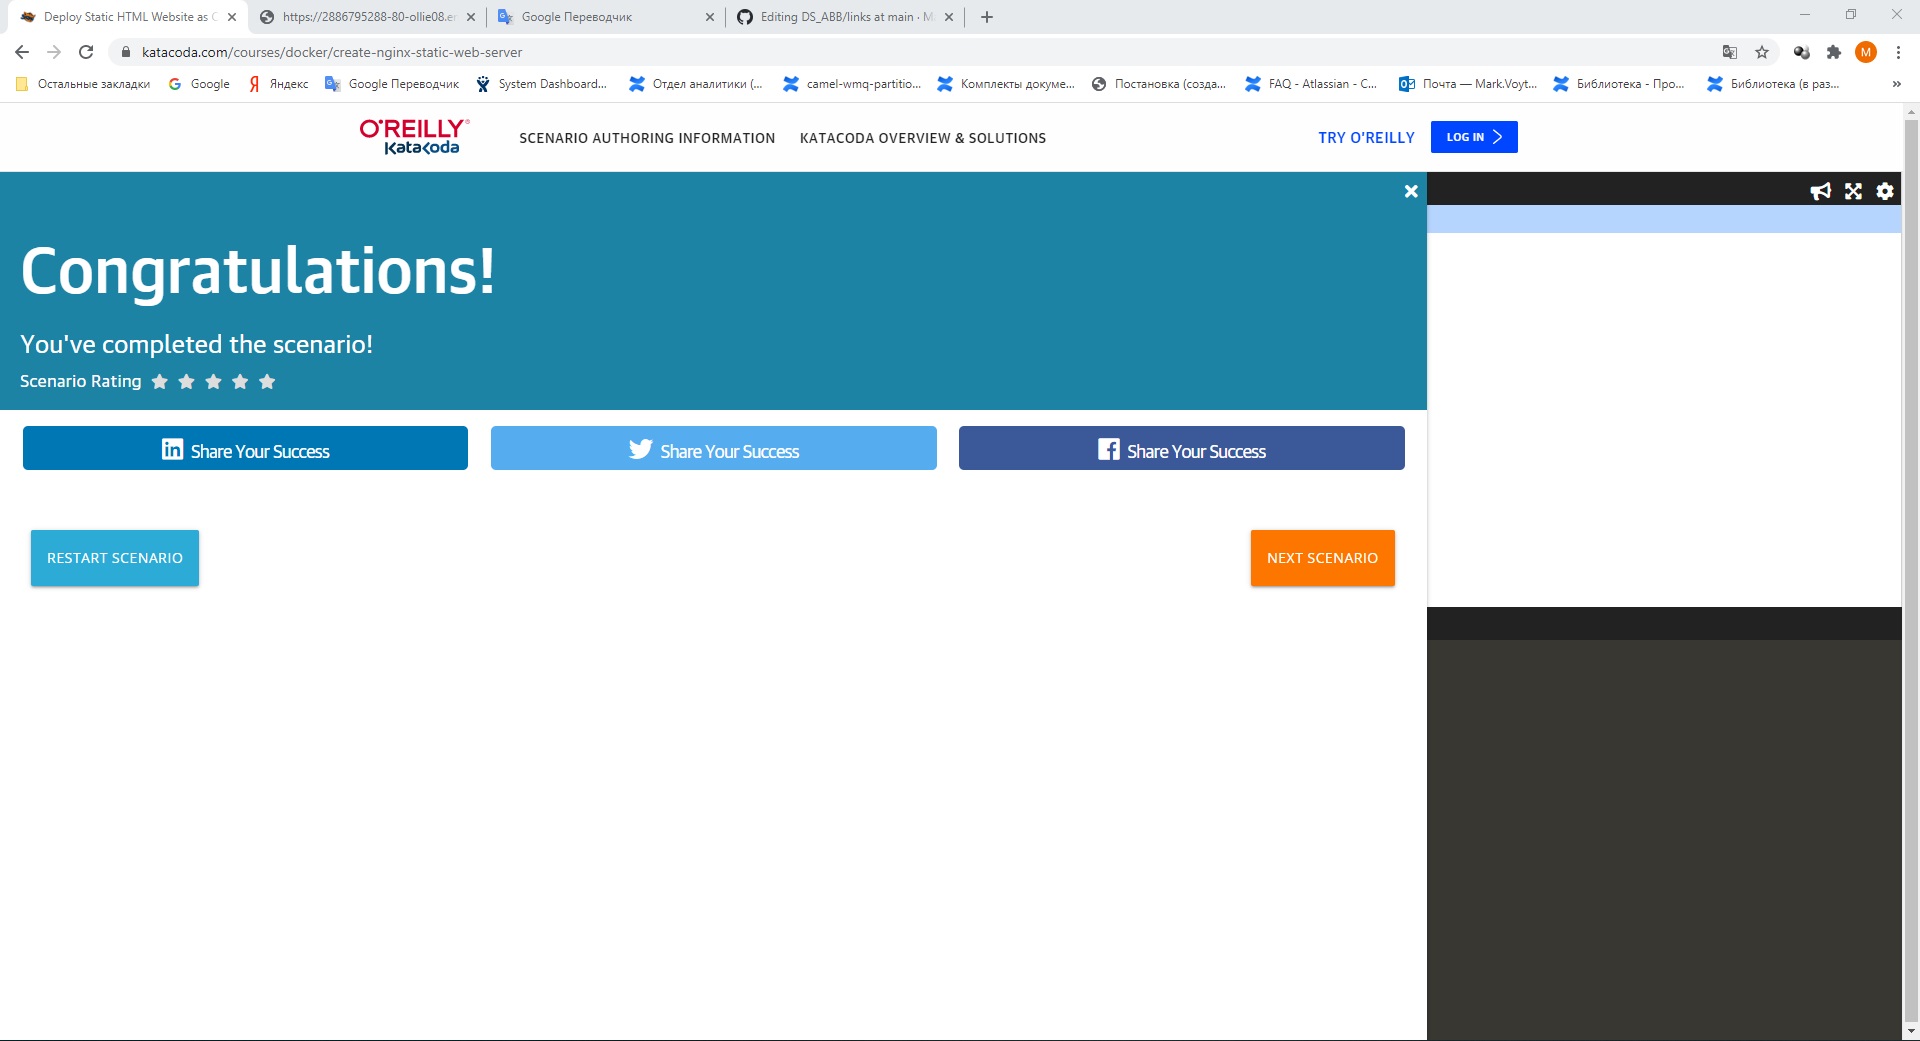 Deploy Static HTML Website as C
https://2886795288-80-ollie08.en
Google Переводчик
Editing DS_ABB/links at main · M
katacoda.com/courses/docker/create-nginx-static-web-server
M
Остальные закладки
Google
Яндекс
Google Переводчик
System Dashboard...
Отдел аналитики (...
camel-wmq-partitio...
Комплекты докуме...
Постановка (созда...
FAQ - Atlassian - C...
Почта — Mark.Voyt...
Библиотека - Про...
Библиотека (в раз...
»
O'REILLY®
KataKoda
SCENARIO AUTHORING INFORMATION
KATACODA OVERVIEW & SOLUTIONS
TRY O'REILLY
LOG IN
Congratulations!
You've completed the scenario!
Scenario Rating
Share Your Success
Share Your Success
Share Your Success
RESTART SCENARIO
NEXT SCENARIO